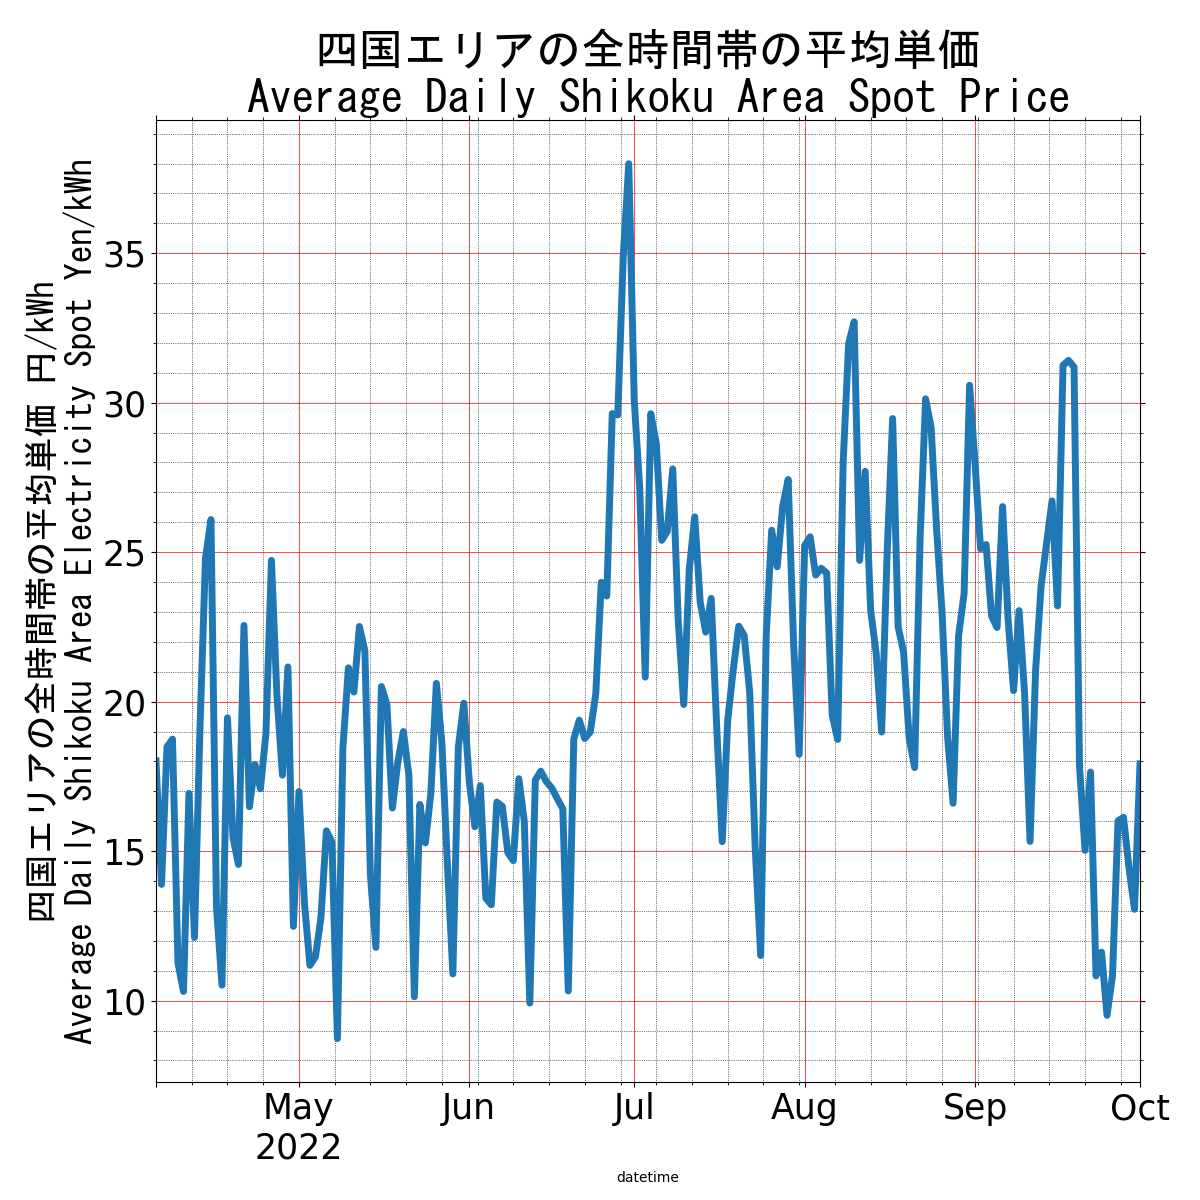 四国エリアの全時間帯の平均単価
Average Daily Shikoku Area Spot Price
四国エリアの全時間帯の平均単価 円/kWh
Average Daily Shikoku Area Electricity Spot Yen/kWh
35
30
25
20
15
10
May
2022
Jun
Jul
Aug
Sep
Oct
datetime